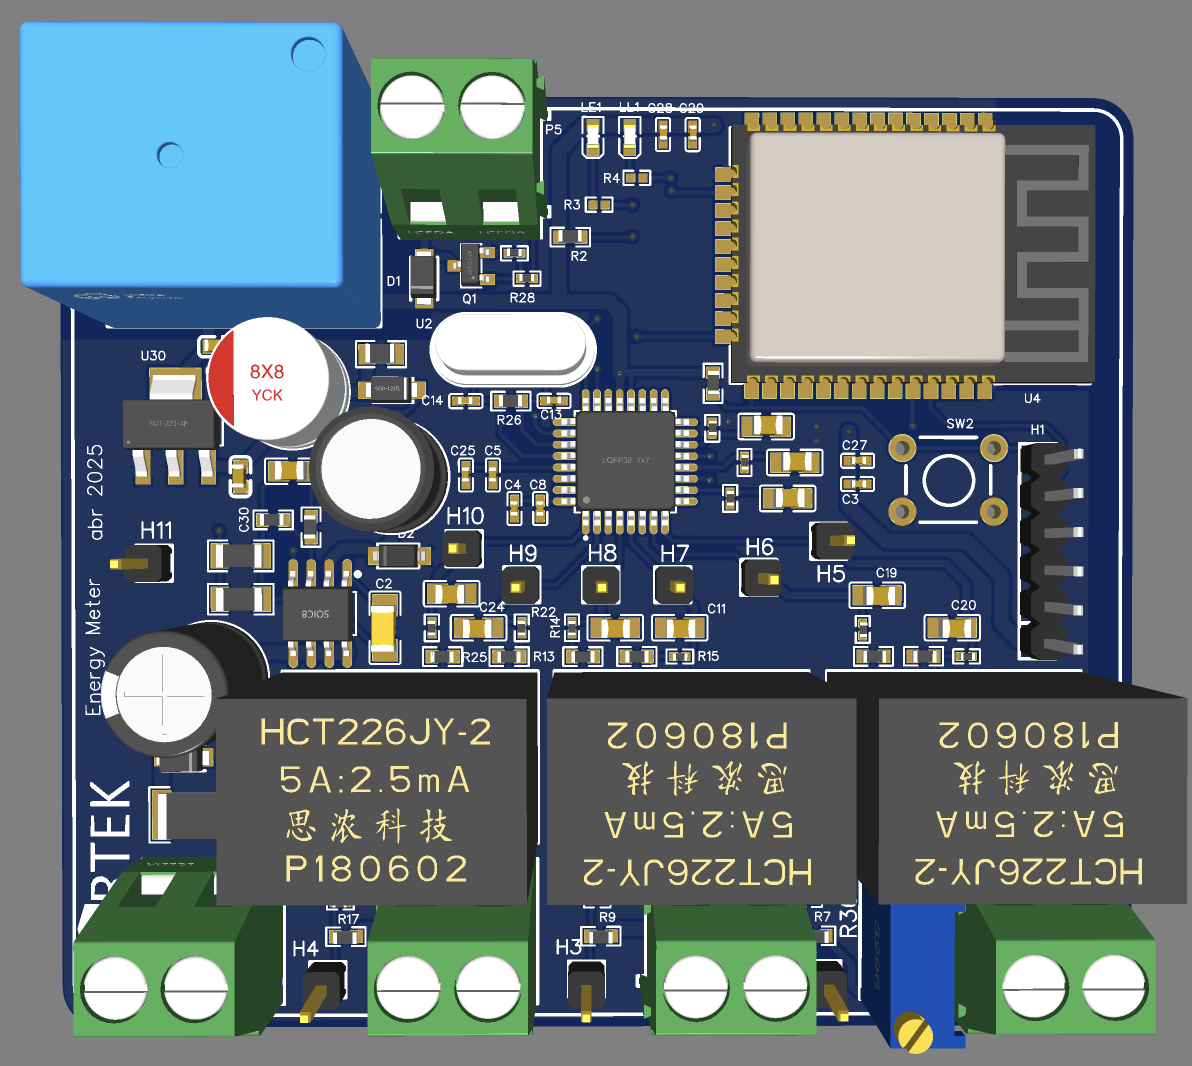 LE1
LL1
C28
C29
P5
R4
R3
R2
D1
Q1
R28
U2
U30
8X8
YCK
SOT-223-4P
C14
R26
C13
U4
SW2
H1
LQFP32 7x7
C25
C5
C27
C4
C8
C3
C30
abr 2025
Energy Meter
H11
H10
D2
H9
H8
H7
H6
H5
SOIC8
C2
C24
R22
R14
C11
C19
C20
R25
R13
R15
HCT226JY-2
5A:2.5mA
思浓科技
P180602
HCT226JY-2
5A:2.5mA
思浓科技
P180602
HCT226JY-2
5A:2.5mA
思浓科技
P180602
RTEK
R17
R9
R7
H4
H3